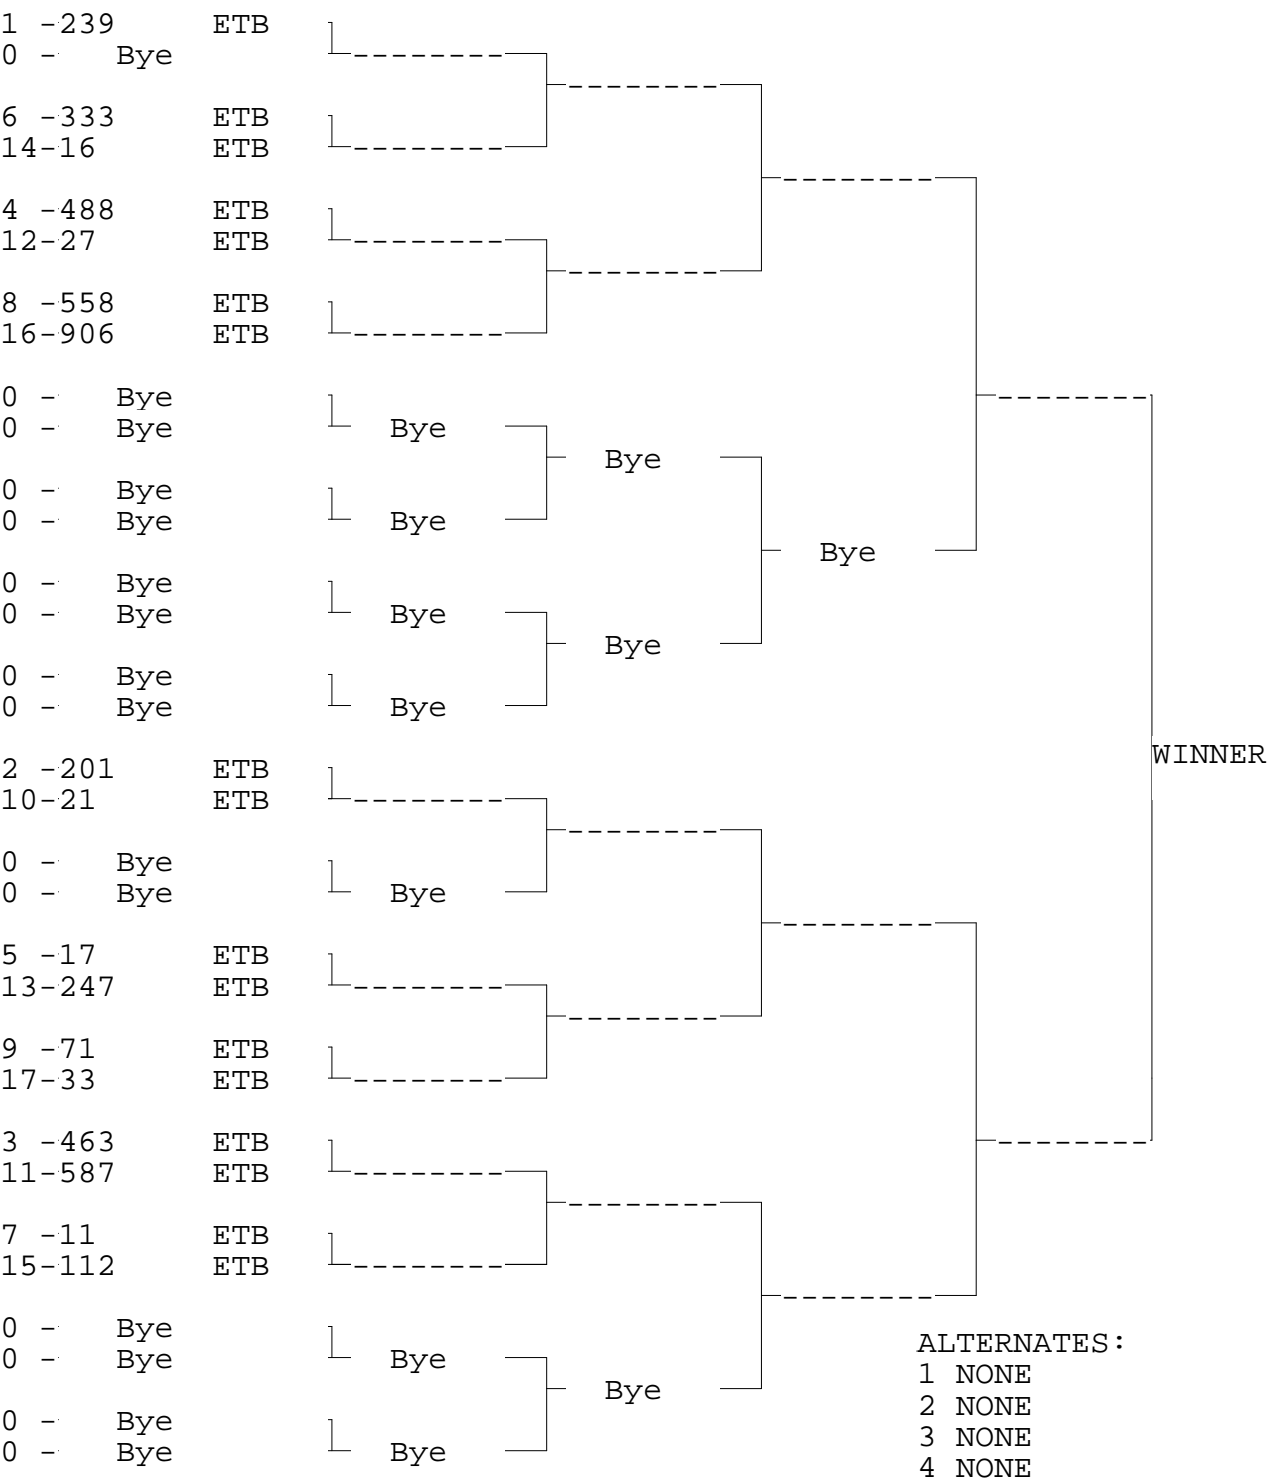 1 -239 ETB
0 - Bye
6 -333 ETB
14-16 ETB
4 -488 ETB
12-27 ETB
8 -558 ETB
16-906 ETB
0 - Bye
0 - Bye Bye
Bye
0 - Bye
0 - Bye Bye
Bye
0 - Bye
0 - Bye Bye
Bye
0 - Bye
0 - Bye Bye
WINNER
2 -201 ETB
10-21 ETB
0 - Bye
0 - Bye Bye
5 -17 ETB
13-247 ETB
9 -71 ETB
17-33 ETB
3 -463 ETB
11-587 ETB
7 -11 ETB
15-112 ETB
0 - Bye
0 - Bye Bye
Bye
0 - Bye
0 - Bye Bye
ALTERNATES:
1 NONE
2 NONE
3 NONE
4 NONE